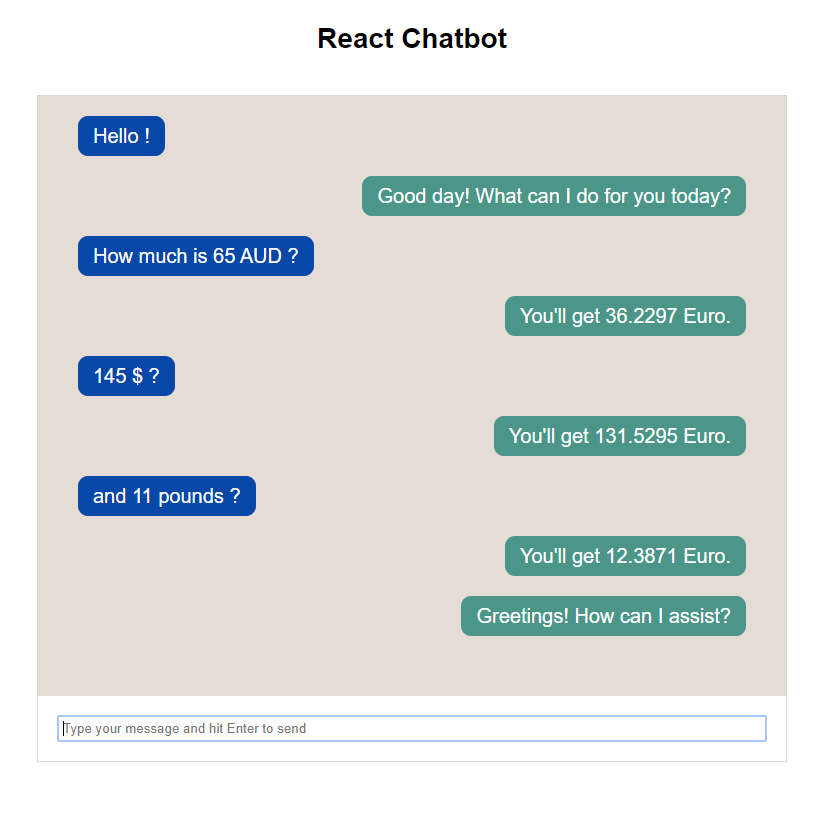 React Chatbot
Hello !
Good day! What can I do for you today?
How much is 65 AUD ?
You'll get 36.2297 Euro.
145 $ ?
You'll get 131.5295 Euro.
and 11 pounds ?
You'll get 12.3871 Euro.
Greetings! How can I assist?
Type your message and hit Enter to send